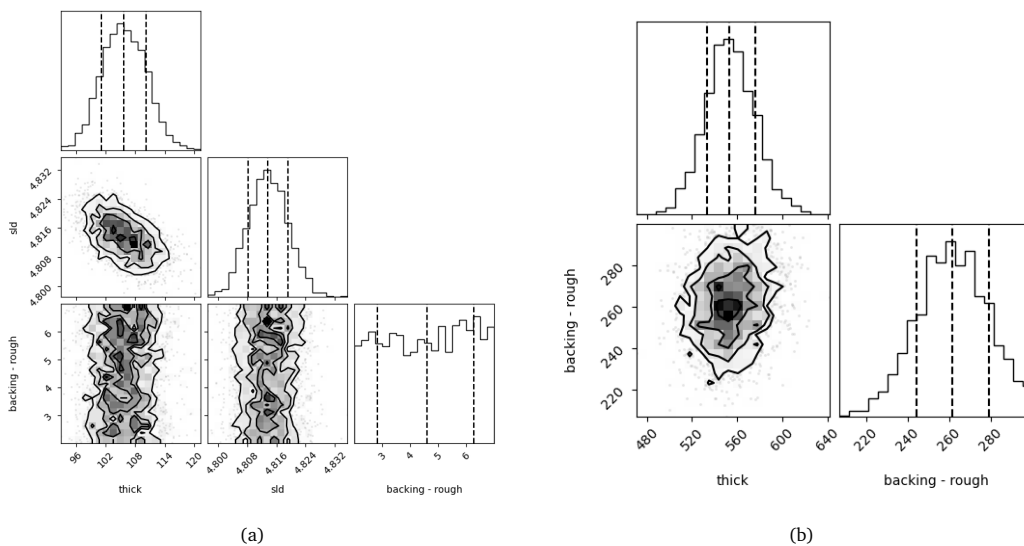 4.832
4.824
4.816
4.808
4.800
sld
6
5
4
3
backing - rough
96 102 108 114 120
4.800 4.808 4.816 4.824 4.832
3 4 5 6
thick sld backing - rough
(a)
280
260
240
220
backing - rough
480 520 560 600 640
220 240 260 280
thick backing - rough
(b)